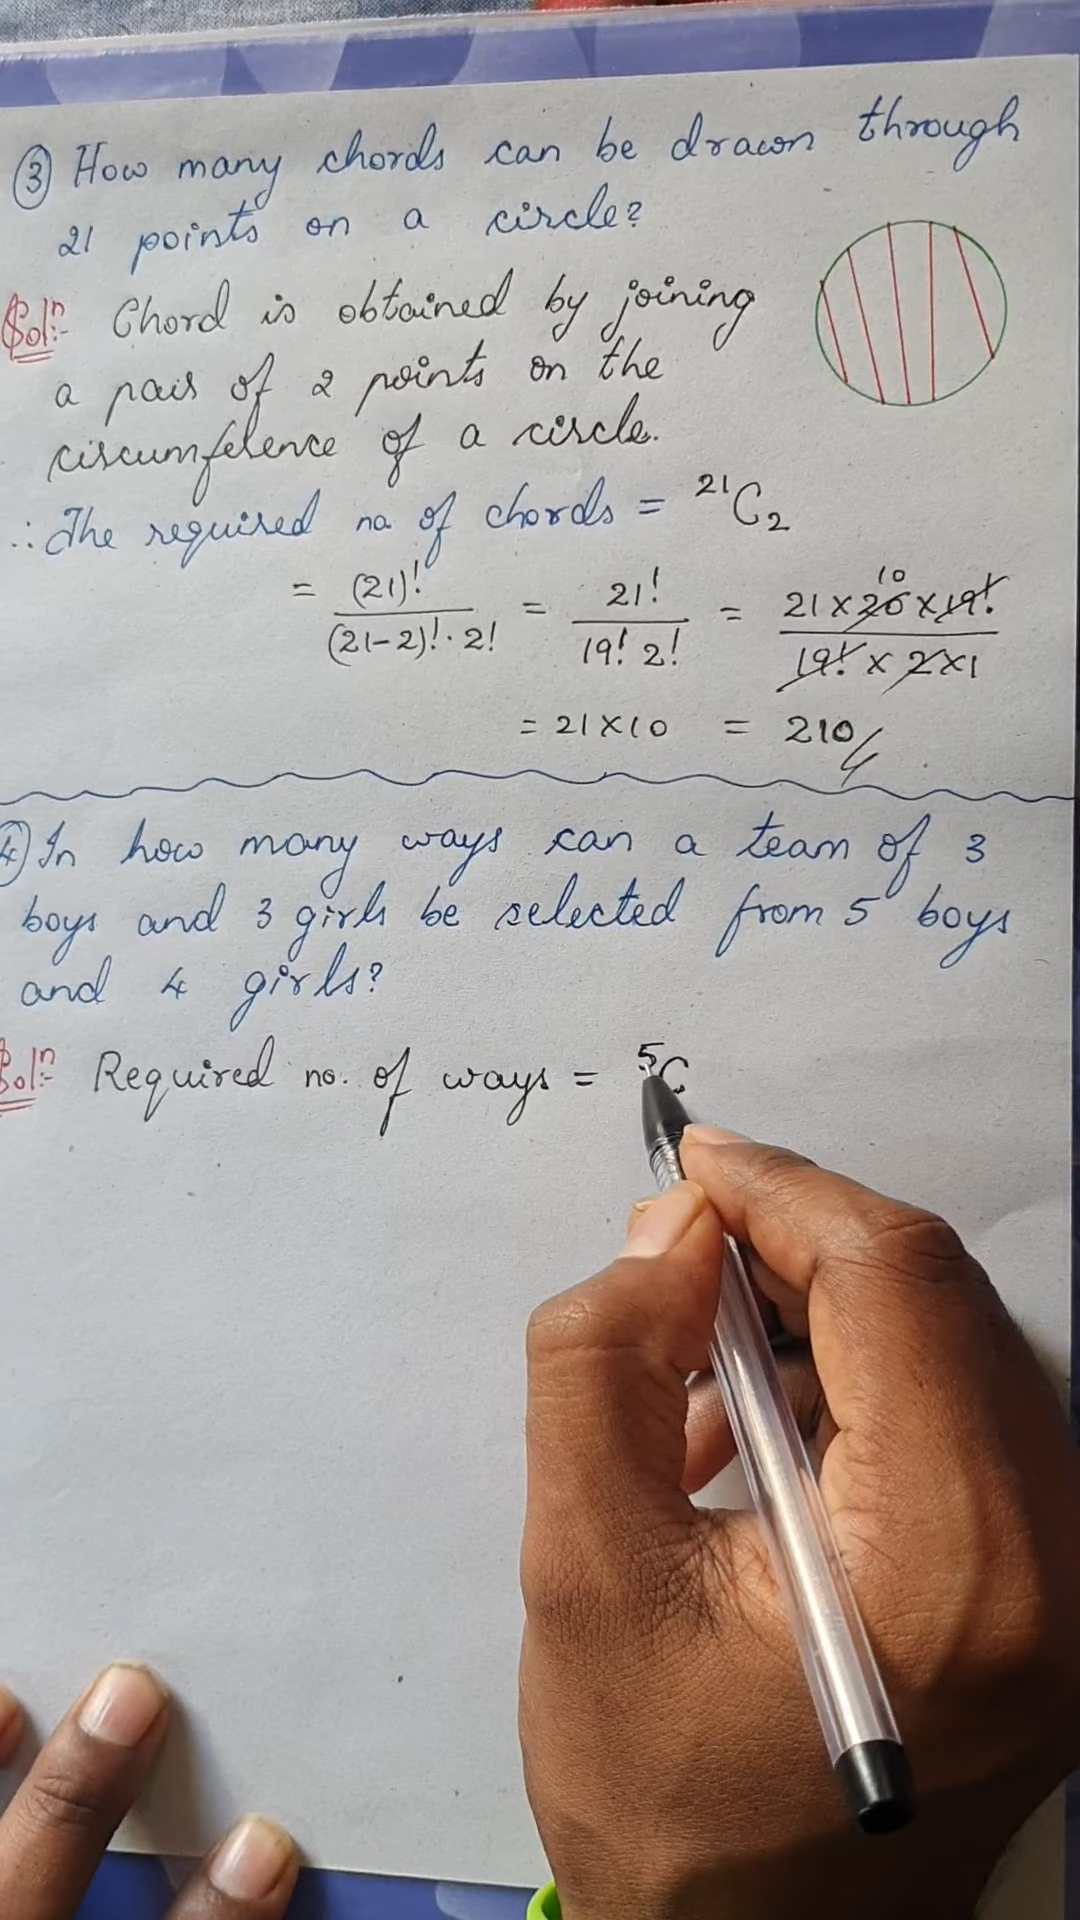 ③ How many chords can be drawn through
21 points on a circle?
Solⁿ:- Chord is obtained by joining
a pair of 2 points on the
circumference of a circle.
∴ The required no. of chords = ²¹C₂
= (21)! / (21-2)!·2! = 21! / 19! 2! = 21 × 20 × 19! / 19! × 2 × 1
10
= 21 × 10 = 210
④ In how many ways can a team of 3
boys and 3 girls be selected from 5 boys
and 4 girls?
Solⁿ:- Required no. of ways = ⁵C